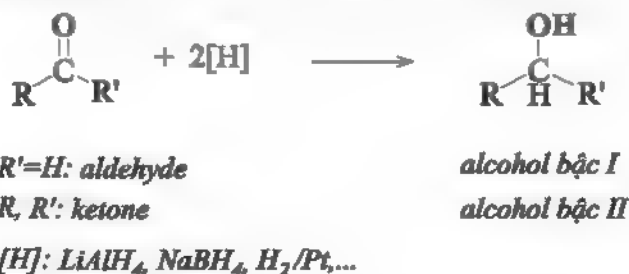 O OH
C + 2[H] C
R R' R H R'
R'=H: aldehyde alcohol bậc I
R, R': ketone alcohol bậc II
[H]: LiAlH4, NaBH4, H2/Pt,...